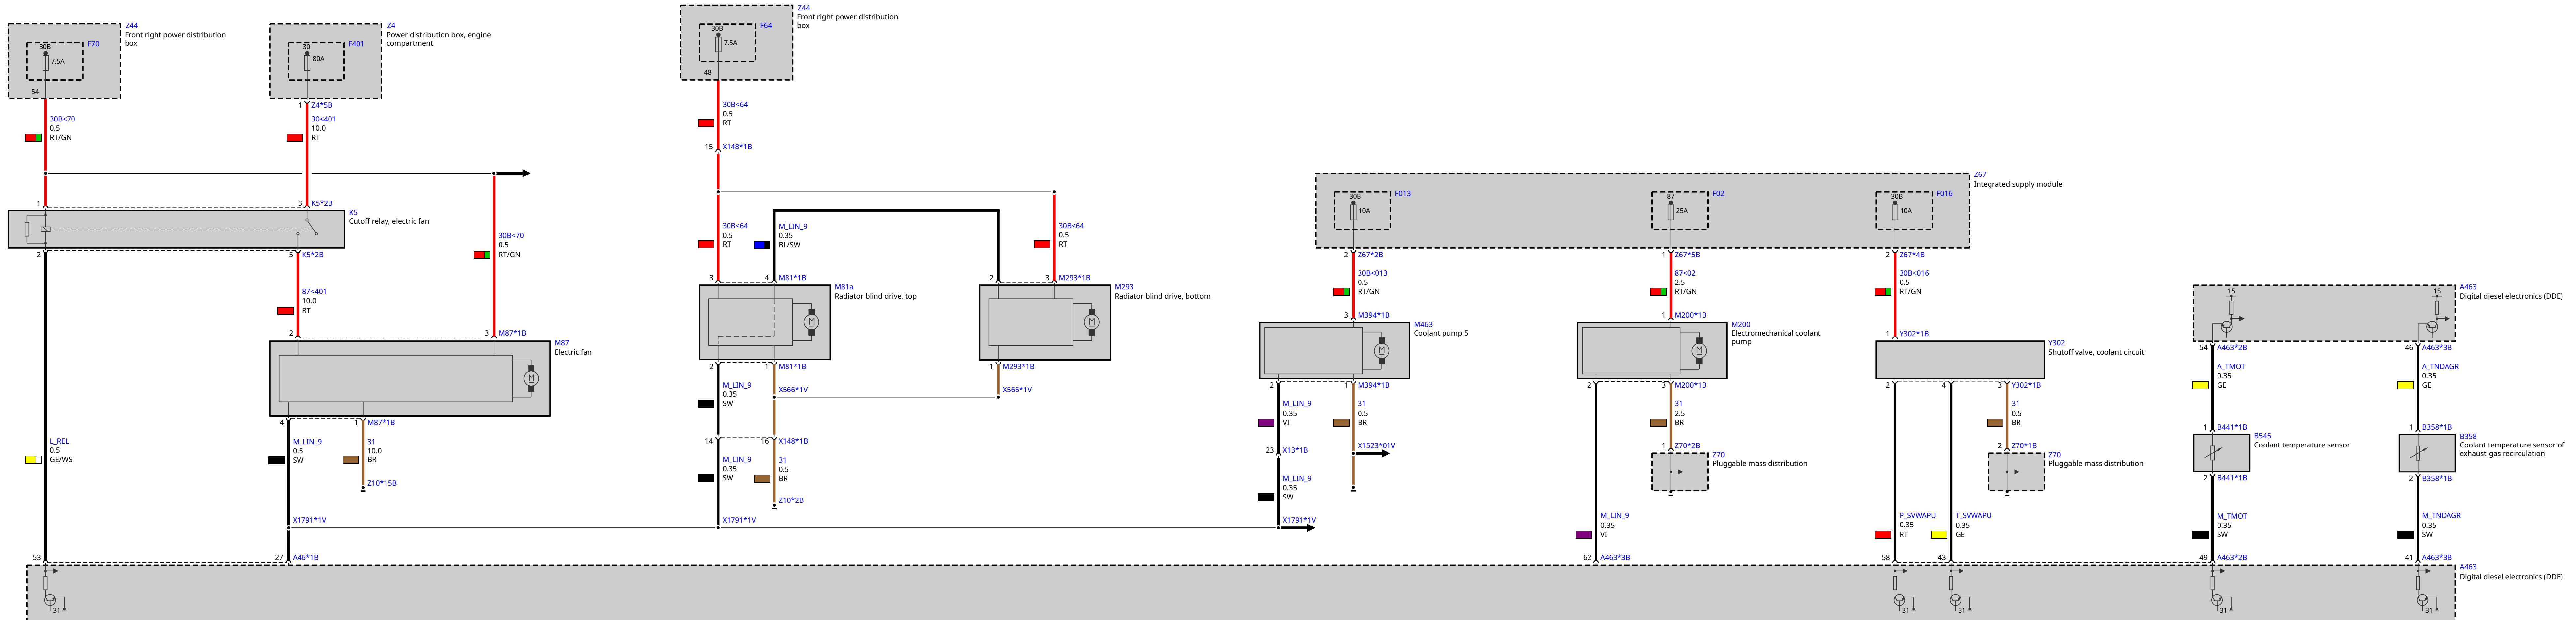 Z44
Front right power distribution
box
F70
30B
7.5A
54
Z4
Power distribution box, engine
compartment
F401
30
80A
1 Z4*5B
Z44
Front right power distribution
box
F64
30B
7.5A
48
30B<70
0.5
RT/GN
30<401
10.0
RT
30B<64
0.5
RT
15 X148*1B
1
3 K5*2B
K5
Cutoff relay, electric fan
2
5 K5*2B
30B<70
0.5
RT/GN
87<401
10.0
RT
2
3 M87*1B
M87
Electric fan
M
4
1 M87*1B
L_REL
0.5
GE/WS
M_LIN_9
0.5
SW
31
10.0
BR
Z10*15B
X1791*1V
53
27 A46*1B
30B<64
0.5
RT
M_LIN_9
0.35
BL/SW
30B<64
0.5
RT
3
4 M81*1B
2
3 M293*1B
M81a
Radiator blind drive, top
M
M293
Radiator blind drive, bottom
M
2
1 M81*1B
1 M293*1B
M_LIN_9
0.35
SW
X566*1V
X566*1V
14
16 X148*1B
M_LIN_9
0.35
SW
31
0.5
BR
Z10*2B
X1791*1V
Z67
Integrated supply module
F013
30B
10A
F02
87
25A
F016
30B
10A
2 Z67*2B
1 Z67*5B
2 Z67*4B
30B<013
0.5
RT/GN
87<02
2.5
RT/GN
30B<016
0.5
RT/GN
3 M394*1B
1 M200*1B
1 Y302*1B
M463
Coolant pump 5
M
M200
Electromechanical coolant
pump
M
Y302
Shutoff valve, coolant circuit
2
1 M394*1B
2
3 M200*1B
2
4
3 Y302*1B
M_LIN_9
0.35
VI
31
0.5
BR
31
2.5
BR
31
0.5
BR
23 X13*1B
X1523*01V
1 Z70*2B
Z70
Pluggable mass distribution
2 Z70*1B
Z70
Pluggable mass distribution
M_LIN_9
0.35
SW
X1791*1V
M_LIN_9
0.35
VI
P_SVWAPU
0.35
RT
T_SVWAPU
0.35
GE
62 A463*3B
58
43
A463
Digital diesel electronics (DDE)
15
15
54 A463*2B
46 A463*3B
A_TMOT
0.35
GE
A_TNDAGR
0.35
GE
1 B441*1B
1 B358*1B
B545
Coolant temperature sensor
B358
Coolant temperature sensor of
exhaust-gas recirculation
2 B441*1B
2 B358*1B
M_TMOT
0.35
SW
M_TNDAGR
0.35
SW
49 A463*2B
41 A463*3B
A463
Digital diesel electronics (DDE)
31
31
31
31
31